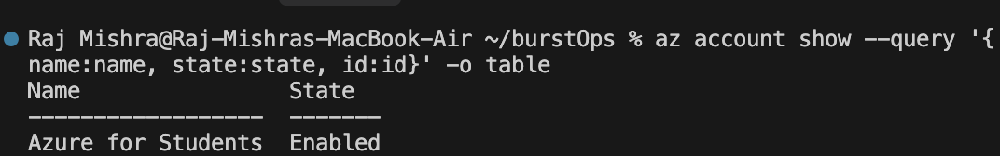 Raj Mishra@Raj-Mishras-MacBook-Air ~/burstOps % az account show --query '{
name:name, state:state, id:id}' -o table
Name                State
------------------  -------
Azure for Students  Enabled